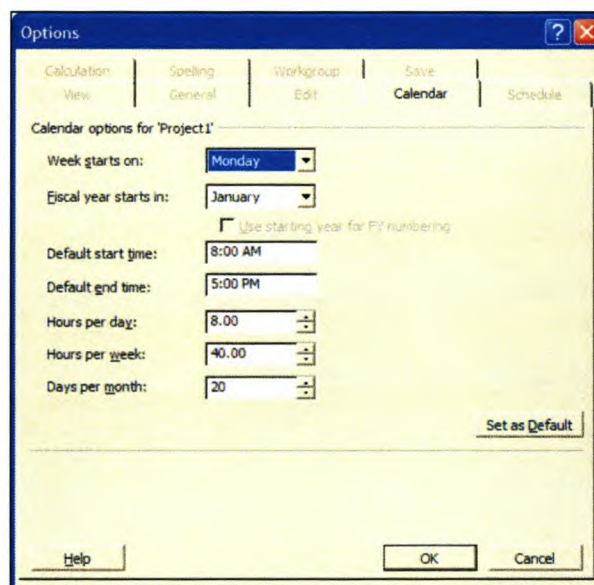 Options
Calculation Spelling Workgroup Save
View General Edit Calendar Schedule
Calendar options for 'Project1'
Week starts on: Monday
Fiscal year starts in: January
Use starting year for FY numbering
Default start time: 8:00 AM
Default end time: 5:00 PM
Hours per day: 8.00
Hours per week: 40.00
Days per month: 20
Set as Default
Help OK Cancel